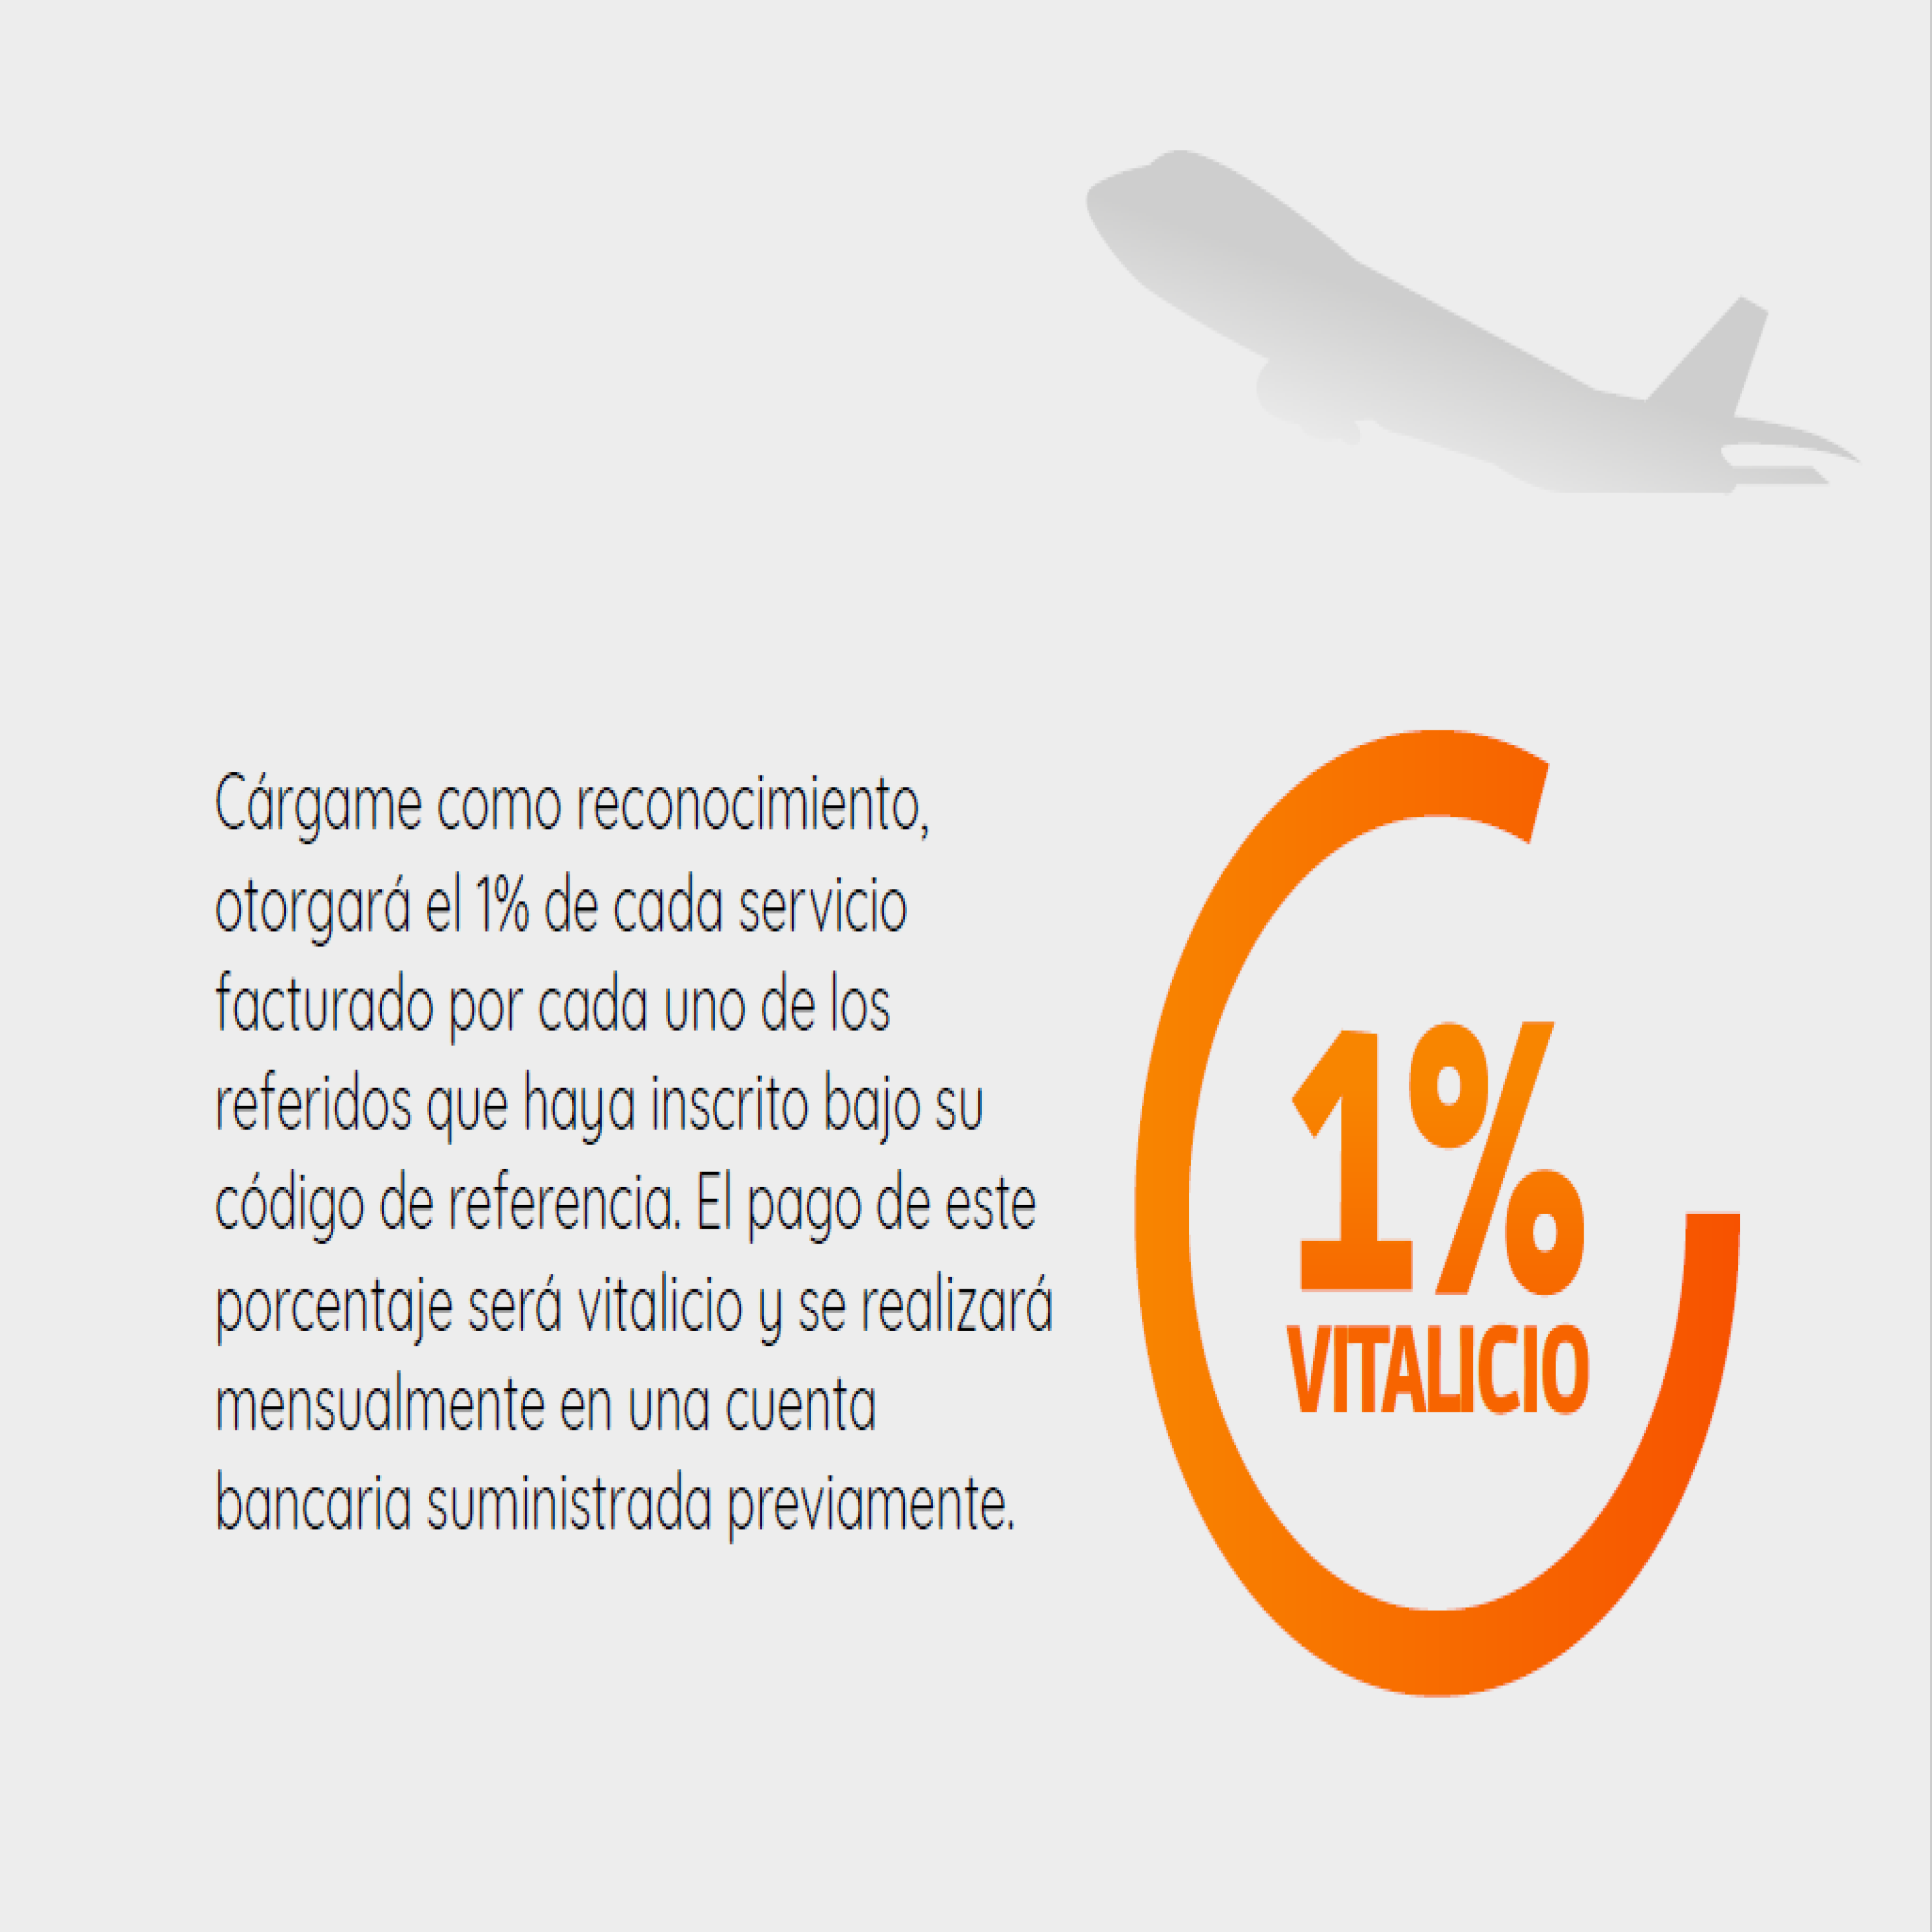 Cárgame como reconocimiento,
otorgará el 1% de cada servicio
facturado por cada uno de los
referidos que haya inscrito bajo su
código de referencia. El pago de este
porcentaje será vitalicio y se realizará
mensualmente en una cuenta
bancaria suministrada previamente.
1%
VITALICIO